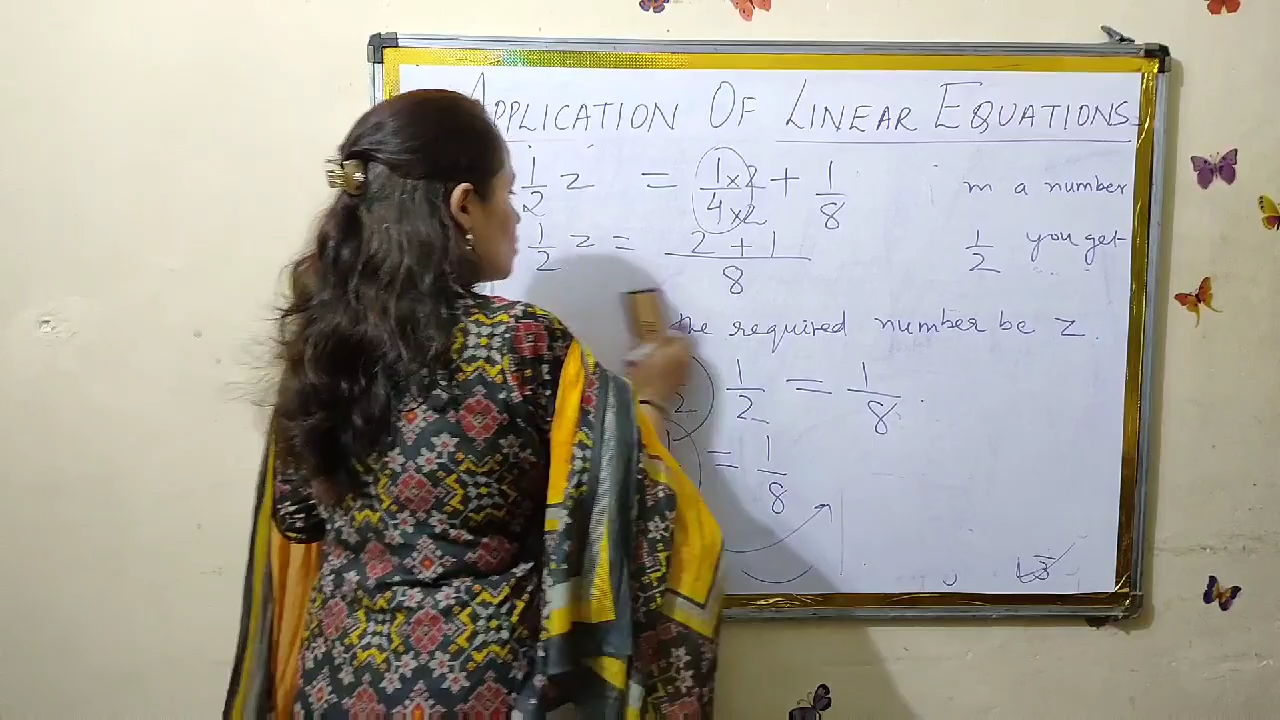 APPLICATION OF LINEAR EQUATIONS
1/2 z = 1×2/4×2 + 1/8 m a number
1/2 z = 2 + 1/8 1/2 you get
the required number be z.
1/2 = 1/8
= 1/8